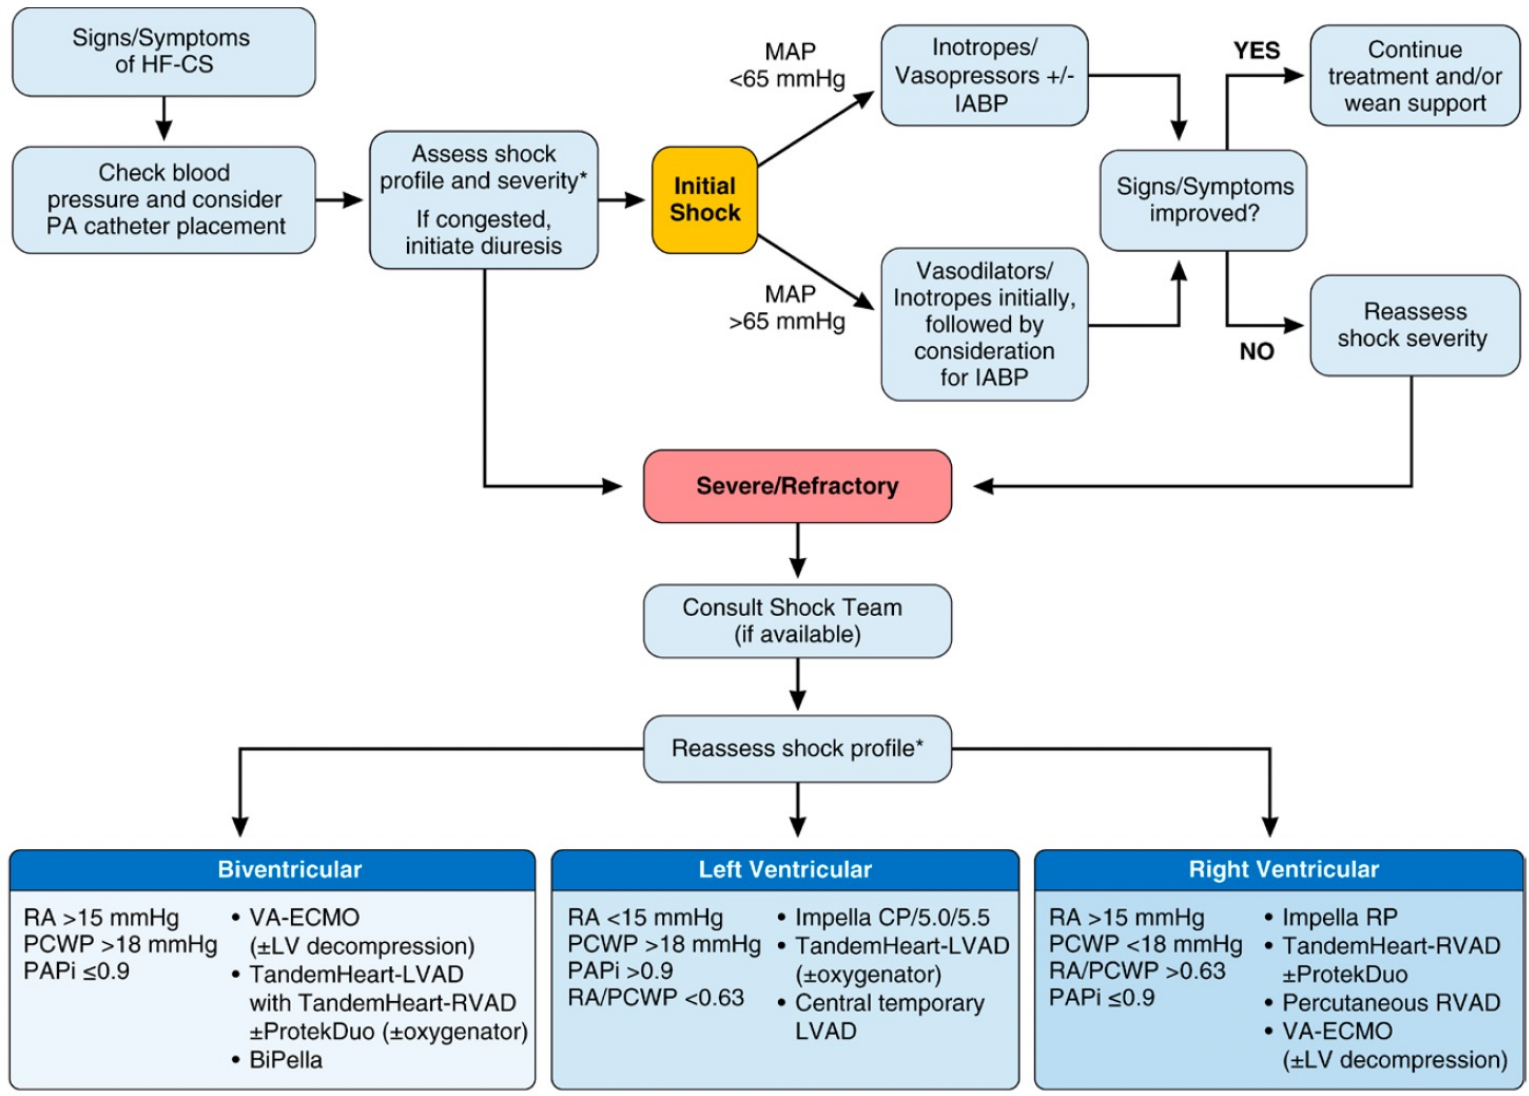 Signs/Symptoms
of HF-CS
Check blood
pressure and consider
PA catheter placement
Assess shock
profile and severity*
If congested,
initiate diuresis
Initial
Shock
MAP
<65 mmHg
MAP
>65 mmHg
Inotropes/
Vasopressors +/-
IABP
Vasodilators/
Inotropes initially,
followed by
consideration
for IABP
Signs/Symptoms
improved?
YES
Continue
treatment and/or
wean support
NO
Reassess
shock severity
Severe/Refractory
Consult Shock Team
(if available)
Reassess shock profile*
Biventricular
RA >15 mmHg
PCWP >18 mmHg
PAPi ≤0.9
• VA-ECMO
(±LV decompression)
• TandemHeart-LVAD
with TandemHeart-RVAD
±ProtekDuo (±oxygenator)
• BiPella
Left Ventricular
RA <15 mmHg
PCWP >18 mmHg
PAPi >0.9
RA/PCWP <0.63
• Impella CP/5.0/5.5
• TandemHeart-LVAD
(±oxygenator)
• Central temporary
LVAD
Right Ventricular
RA >15 mmHg
PCWP <18 mmHg
RA/PCWP >0.63
PAPi ≤0.9
• Impella RP
• TandemHeart-RVAD
±ProtekDuo
• Percutaneous RVAD
• VA-ECMO
(±LV decompression)